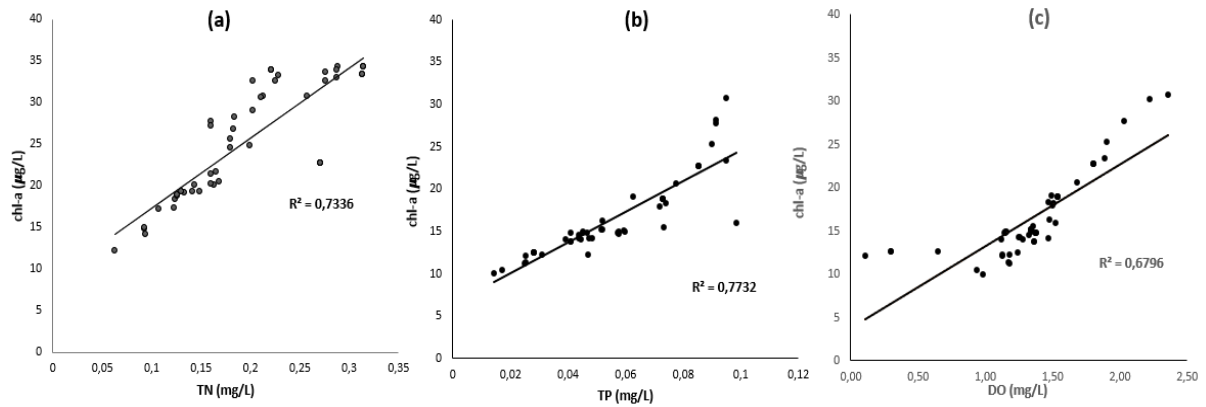 (a)
40
35
30
25
20
15
10
5
0
chl-a (µg/L)
R² = 0,7336
0 0,05 0,1 0,15 0,2 0,25 0,3 0,35
TN (mg/L)
(b)
40
35
30
25
20
15
10
5
0
chl-a (µg/L)
R² = 0,7732
0 0,02 0,04 0,06 0,08 0,1 0,12
TP (mg/L)
(c)
40
35
30
25
20
15
10
5
0
chl-a (µg/L)
R² = 0,6796
0,00 0,50 1,00 1,50 2,00 2,50
DO (mg/L)